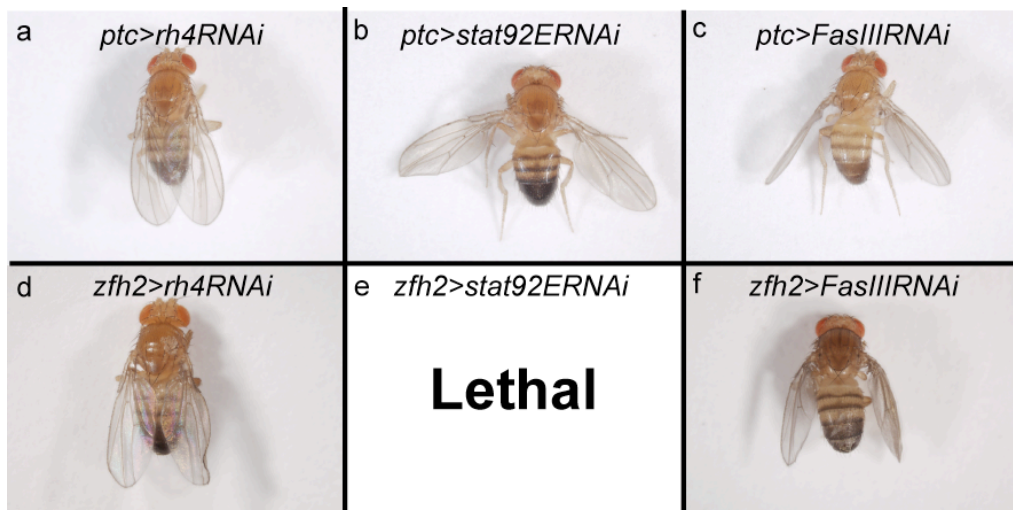 a ptc>rh4RNAi
b ptc>stat92ERNAi
c ptc>FasIIIRNAi
d zfh2>rh4RNAi
e zfh2>stat92ERNAi
Lethal
f zfh2>FasIIIRNAi